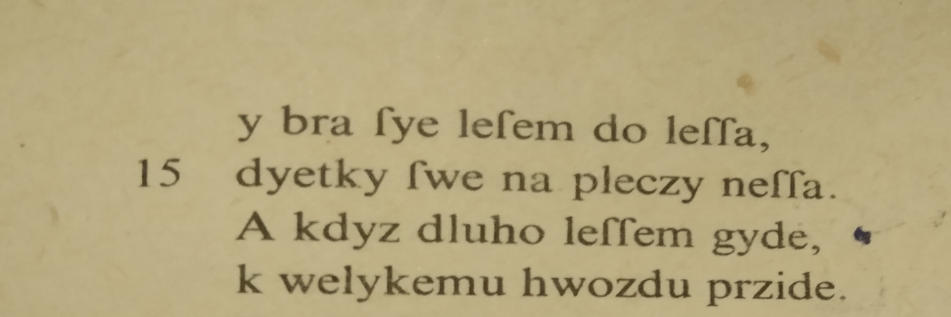 y bra ſye leſem do leſſa,
15 dyetky ſwe na pleczy neſſa.
A kdyz dluho leſſem gyde,
k welykemu hwozdu przide.